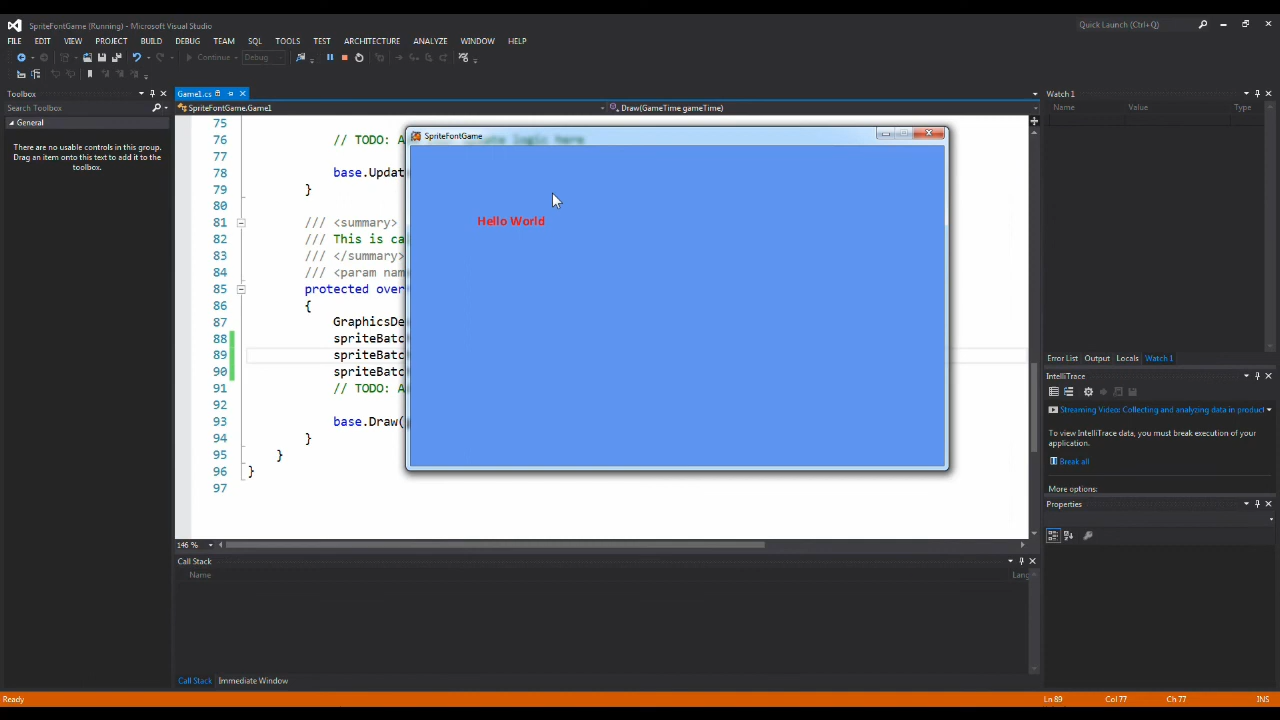 SpriteFontGame (Running) - Microsoft Visual Studio
Quick Launch (Ctrl+Q)
FILE EDIT VIEW PROJECT BUILD DEBUG TEAM SQL TOOLS TEST ARCHITECTURE ANALYZE WINDOW HELP
Continue Debug
Toolbox
Search Toolbox
General
There are no usable controls in this group.
Drag an item onto this text to add it to the
toolbox.
Game1.cs
SpriteFontGame.Game1
Draw(GameTime gameTime)
75
76 // TODO: A
77
78 base.Updat
79 }
80
81 /// <summary>
82 /// This is ca
83 /// </summary>
84 /// <param nam
85 protected over
86 {
87 GraphicsDe
88 spriteBatc
89 spriteBatc
90 spriteBatc
91 // TODO: A
92
93 base.Draw(
94 }
95 }
96 }
97
146 %
SpriteFontGame
logic here
Hello World
Call Stack
Name
Lang
Call Stack Immediate Window
Watch 1
Name Value Type
Error List Output Locals Watch 1
IntelliTrace
Streaming Video: Collecting and analyzing data in product
To view IntelliTrace data, you must break execution of your
application.
Break all
More options:
Properties
Ready
Ln 89 Col 77 Ch 77 INS